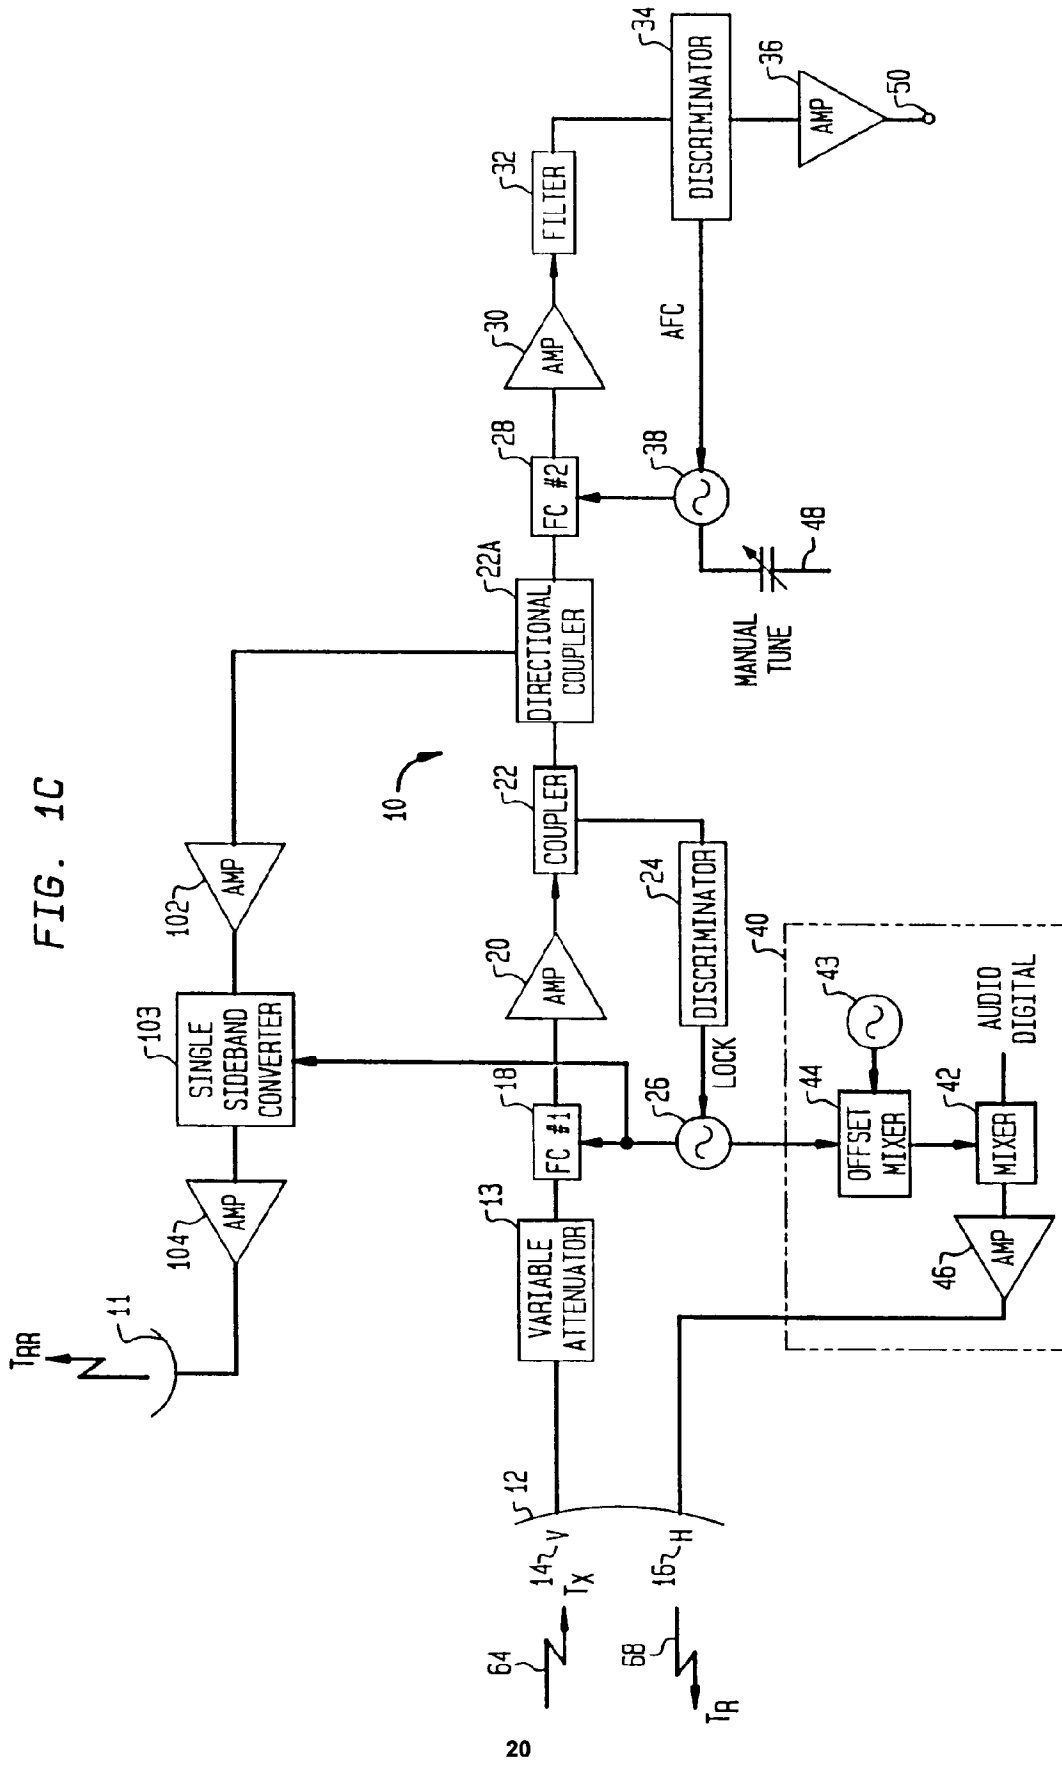 FIG. 1C
TRR
11
104
AMP
103
SINGLE
SIDEBAND
CONVERTER
102
AMP
10
64
TX
14
V
12
13
VARIABLE
ATTENUATOR
18
FC #1
20
AMP
22
COUPLER
22A
DIRECTIONAL
COUPLER
28
FC #2
30
AMP
32
FILTER
68
TR
16
H
26
LOCK
24
DISCRIMINATOR
38
AFC
34
DISCRIMINATOR
36
AMP
50
MANUAL
TUNE
48
40
44
OFFSET
MIXER
43
46
AMP
42
MIXER
AUDIO
DIGITAL
20